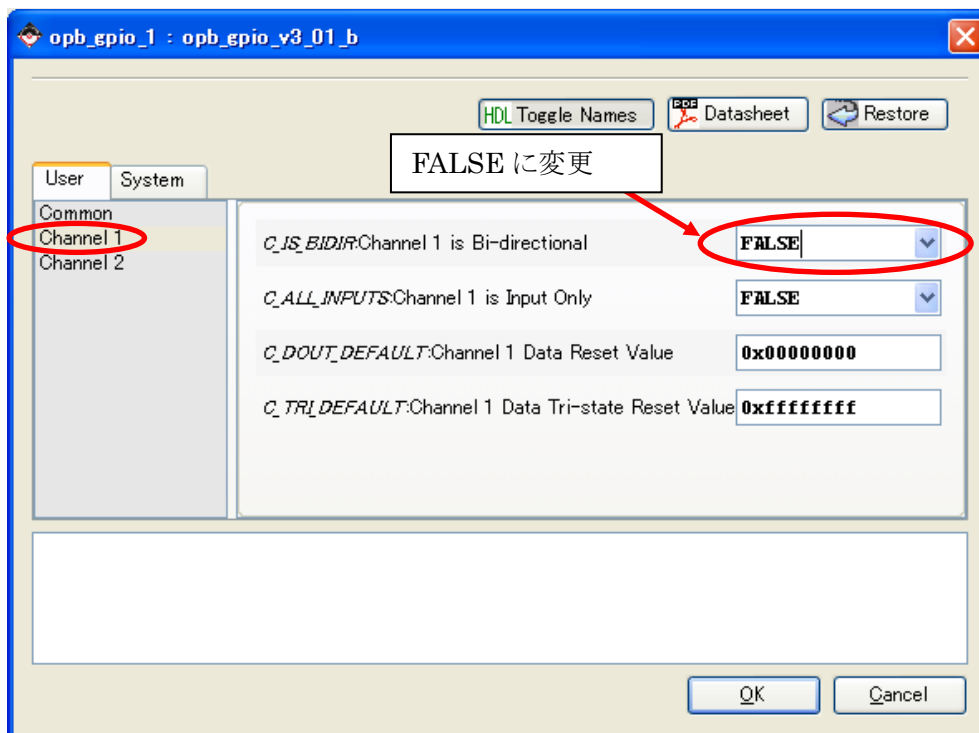 opb_gpio_1 : opb_gpio_v3_01_b
HDL Toggle Names
PDF Datasheet
Restore
FALSE に変更
User
System
Common
Channel 1
Channel 2
C_IS_BIDIR:Channel 1 is Bi-directional
FALSE
C_ALL_INPUTS:Channel 1 is Input Only
FALSE
C_DOUT_DEFAULT:Channel 1 Data Reset Value
0x00000000
C_TRI_DEFAULT:Channel 1 Data Tri-state Reset Value
0xffffffff
OK
Cancel